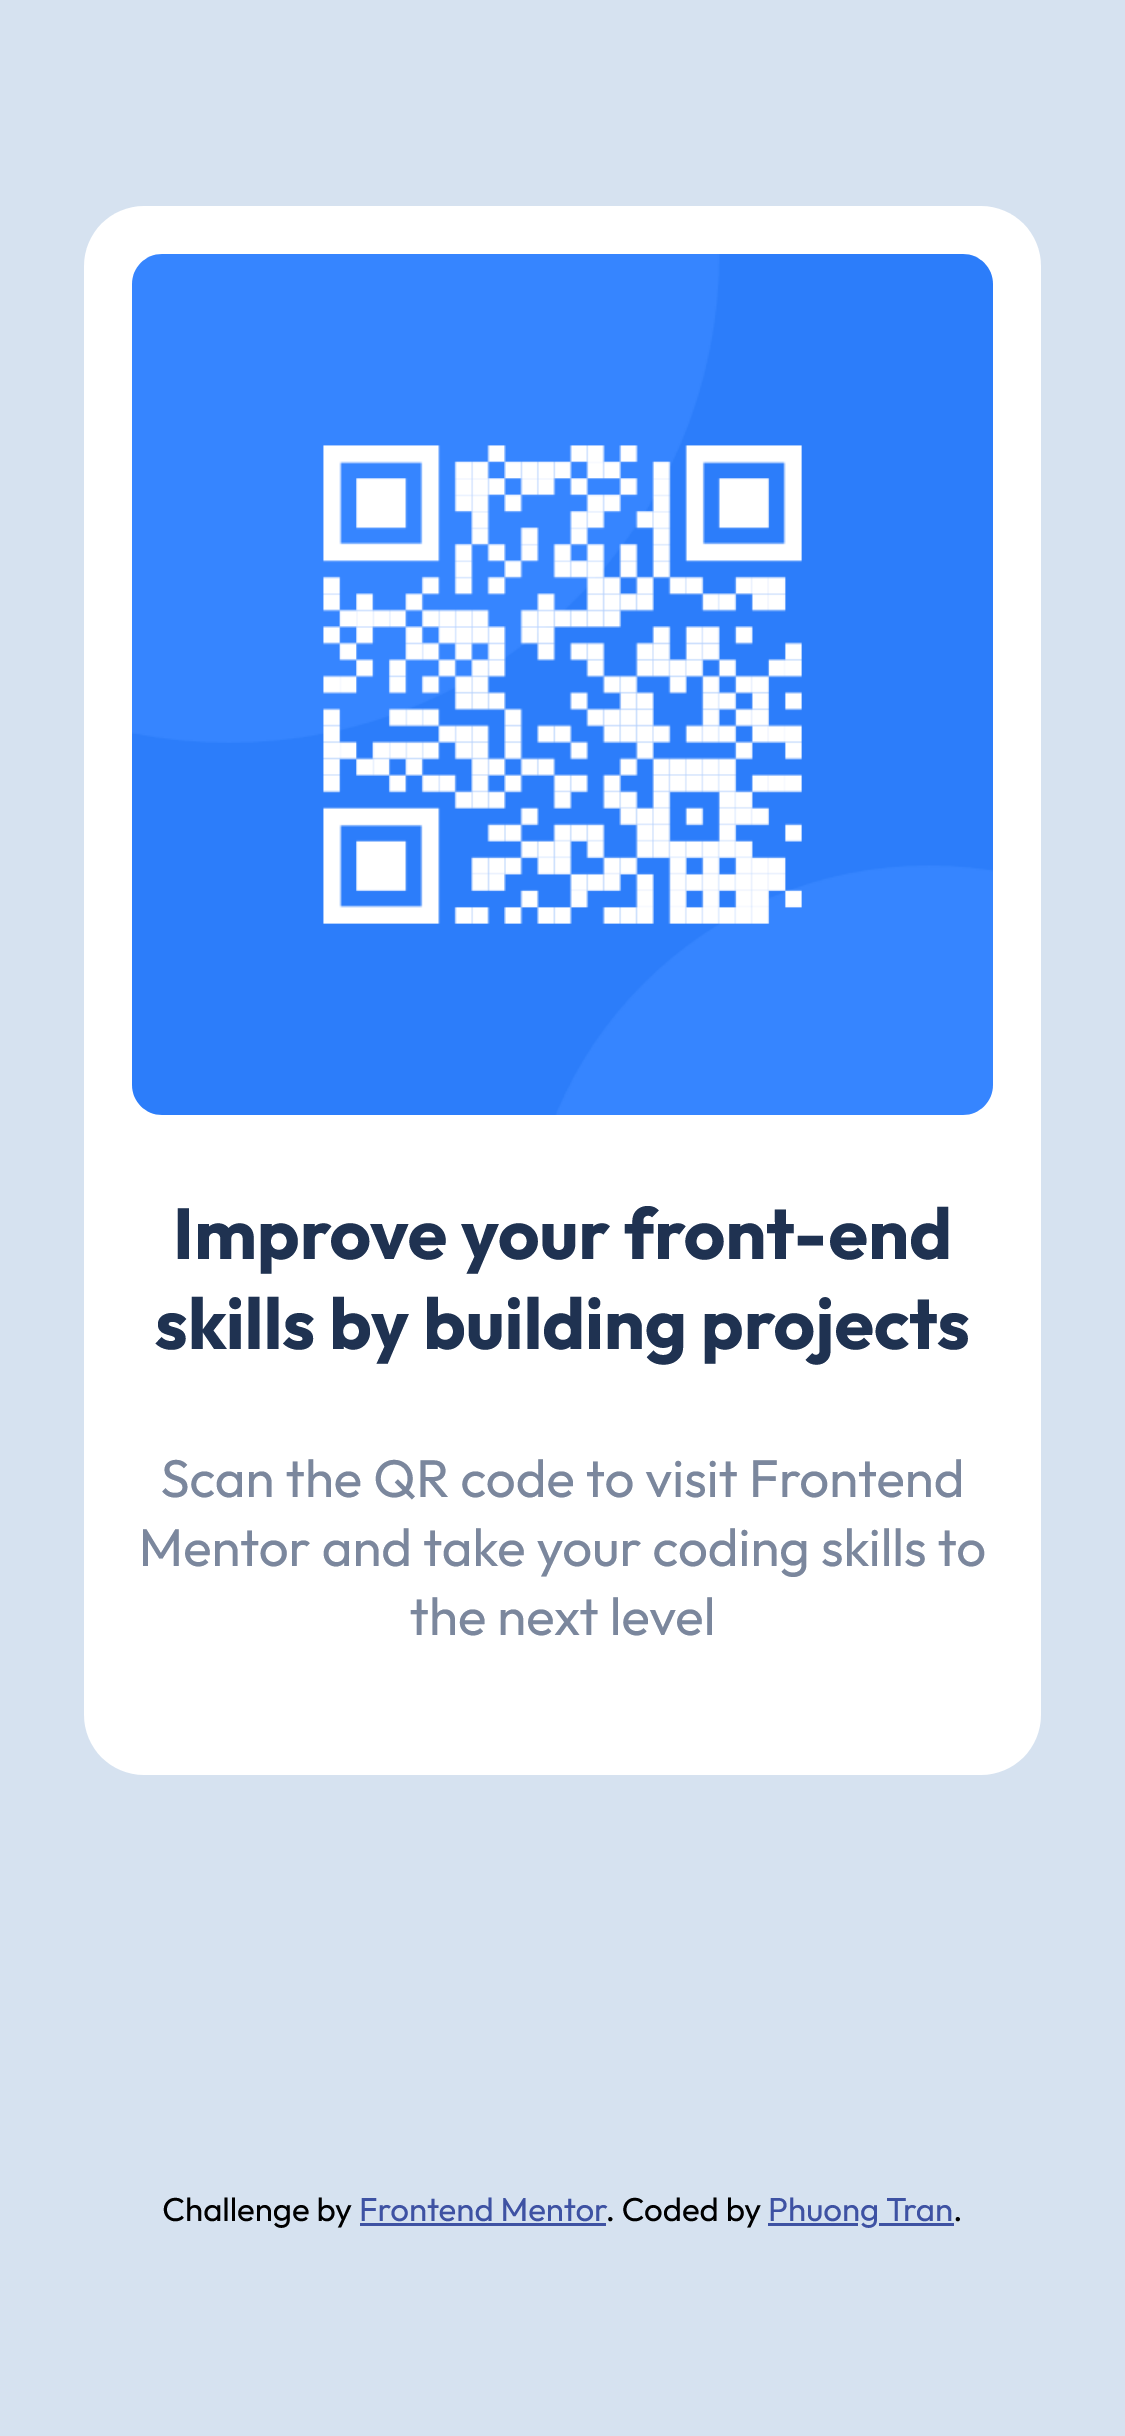 Improve your front-end
skills by building projects
Scan the QR code to visit Frontend
Mentor and take your coding skills to
the next level
Challenge by Frontend Mentor. Coded by Phuong Tran.